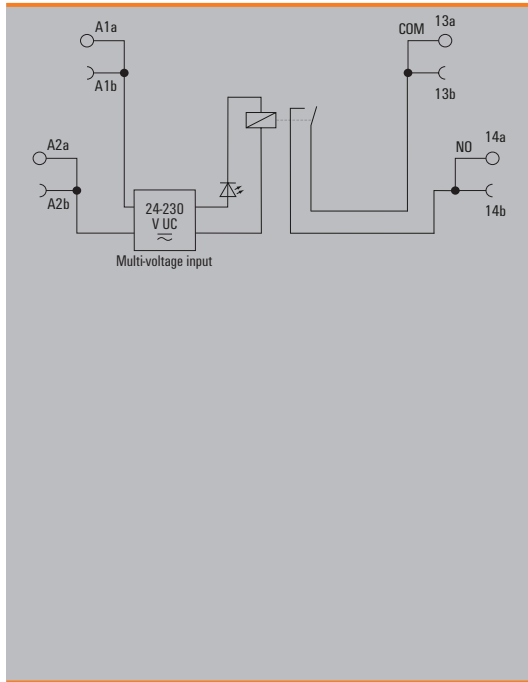 A1a
A1b
A2a
A2b
24-230
V UC
Multi-voltage input
COM
13a
13b
NO
14a
14b